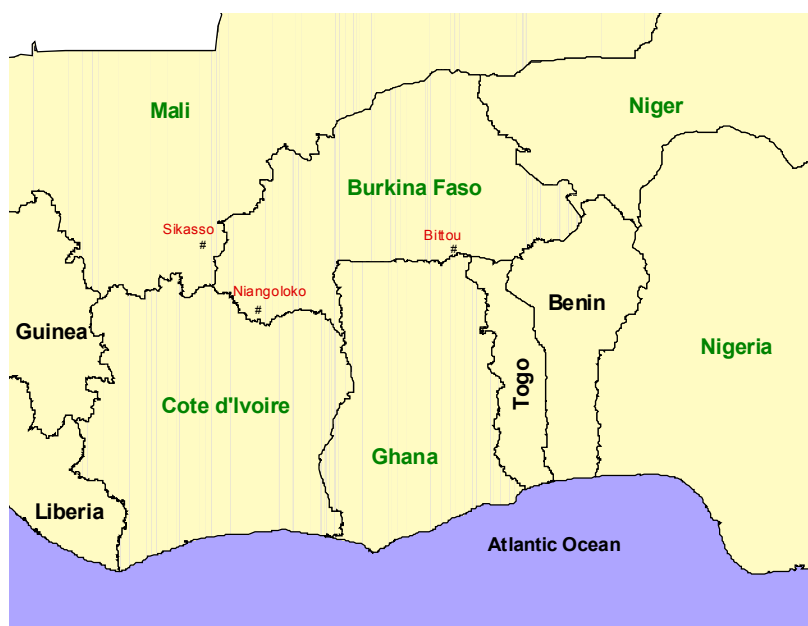 Mali
Niger
Burkina Faso
Sikasso
#
Bittou
#
Niangoloko
#
Benin
Guinea
Nigeria
Togo
Cote d'Ivoire
Ghana
Liberia
Atlantic Ocean